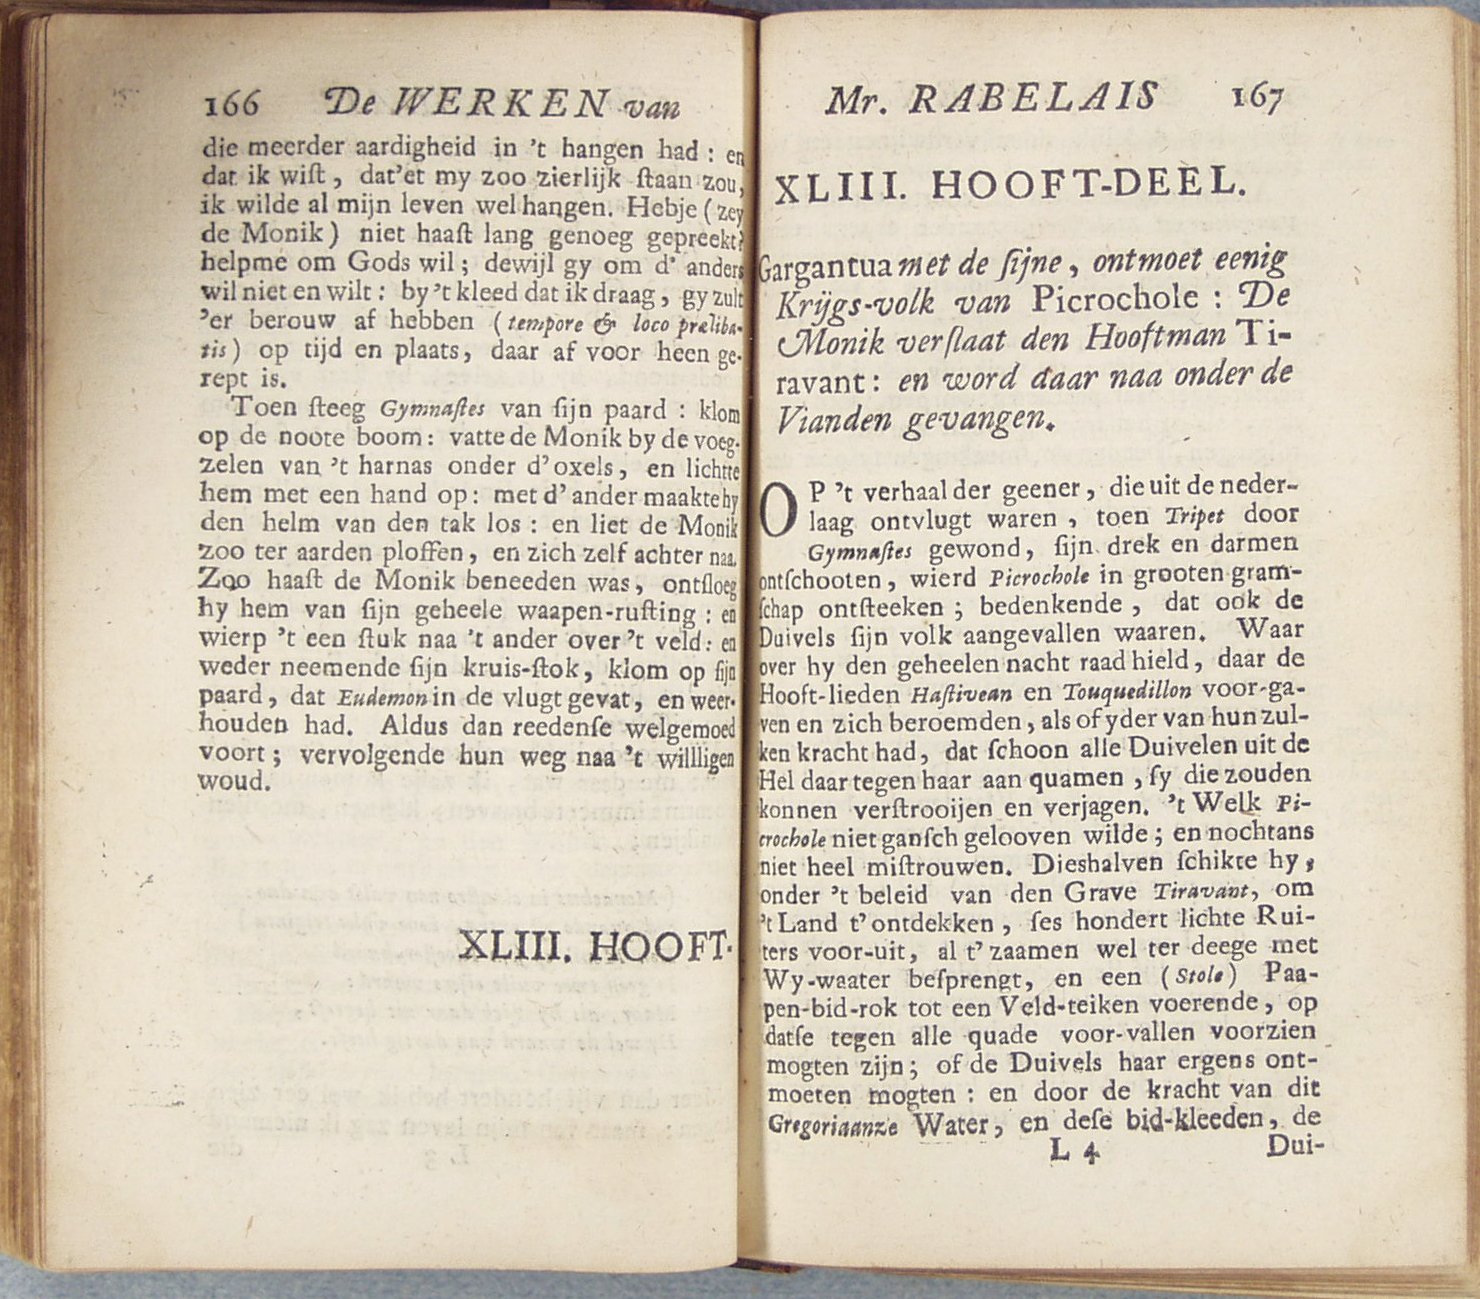 166 De WERKEN van
die meerder aardigheid in 't hangen had : en
dat ik wiſt, dat'et my zoo zierlijk ſtaan zou,
ik wilde al mijn leven wel hangen. Hebje (zey
de Monik) niet haaſt lang genoeg gepreekt?
helpme om Gods wil; dewijl gy om d' anders
wil niet en wilt: by 't kleed dat ik draag, gy zult
'er berouw af hebben (tempore & loco præliba-
tis) op tijd en plaats, daar af voor heen ge-
rept is.
Toen ſteeg Gymnaſtes van ſijn paard : klom
op de noote boom: vatte de Monik by de voeg-
zelen van 't harnas onder d'oxels, en lichtte
hem met een hand op: met d' ander maakte hy
den helm van den tak los : en liet de Monik
zoo ter aarden ploffen, en zich zelf achter naa.
Zoo haaſt de Monik beneeden was, ontſloeg
hy hem van ſijn geheele waapen-ruſting : en
wierp 't een ſtuk naa 't ander over 't veld: en
weder neemende ſijn kruis-ſtok, klom op ſijn
paard, dat Eudemon in de vlugt gevat, en weer-
houden had. Aldus dan reedenſe welgemoed
voort; vervolgende hun weg naa 't willligen
woud.
XLIII. HOOFT-
Mr. RABELAIS 167
XLIII. HOOFT-DEEL.
Gargantua met de ſijne, ontmoet eenig
Krijgs-volk van Picrochole : De
Monik verſlaat den Hooftman Ti-
ravant: en word daar naa onder de
Vianden gevangen.
OP 't verhaal der geener, die uit de neder-
laag ontvlugt waren, toen Tripet door
Gymnaſtes gewond, ſijn drek en darmen
ontſchooten, wierd Picrochole in grooten gram-
ſchap ontſteeken; bedenkende, dat ook de
Duivels ſijn volk aangevallen waaren. Waar
over hy den geheelen nacht raad hield, daar de
Hooft-lieden Haſtivean en Touquedillon voor-ga-
ven en zich beroemden, als of yder van hun zul-
ken kracht had, dat ſchoon alle Duivelen uit de
Hel daar tegen haar aan quamen, ſy die zouden
konnen verſtrooijen en verjagen. 't Welk Pi-
crochole niet ganſch gelooven wilde; en nochtans
niet heel miſtrouwen. Dieshalven ſchikte hy,
onder 't beleid van den Grave Tiravant, om
't Land t' ontdekken, ſes hondert lichte Rui-
ters voor-uit, al t' zaamen wel ter deege met
Wy-waater beſprengt, en een (Stole) Paa-
pen-bid-rok tot een Veld-teiken voerende, op
datſe tegen alle quade voor-vallen voorzien
mogten zijn; of de Duivels haar ergens ont-
moeten mogten : en door de kracht van dit
Gregoriaanze Water, en deſe bid-kleeden, de
L 4 Dui-